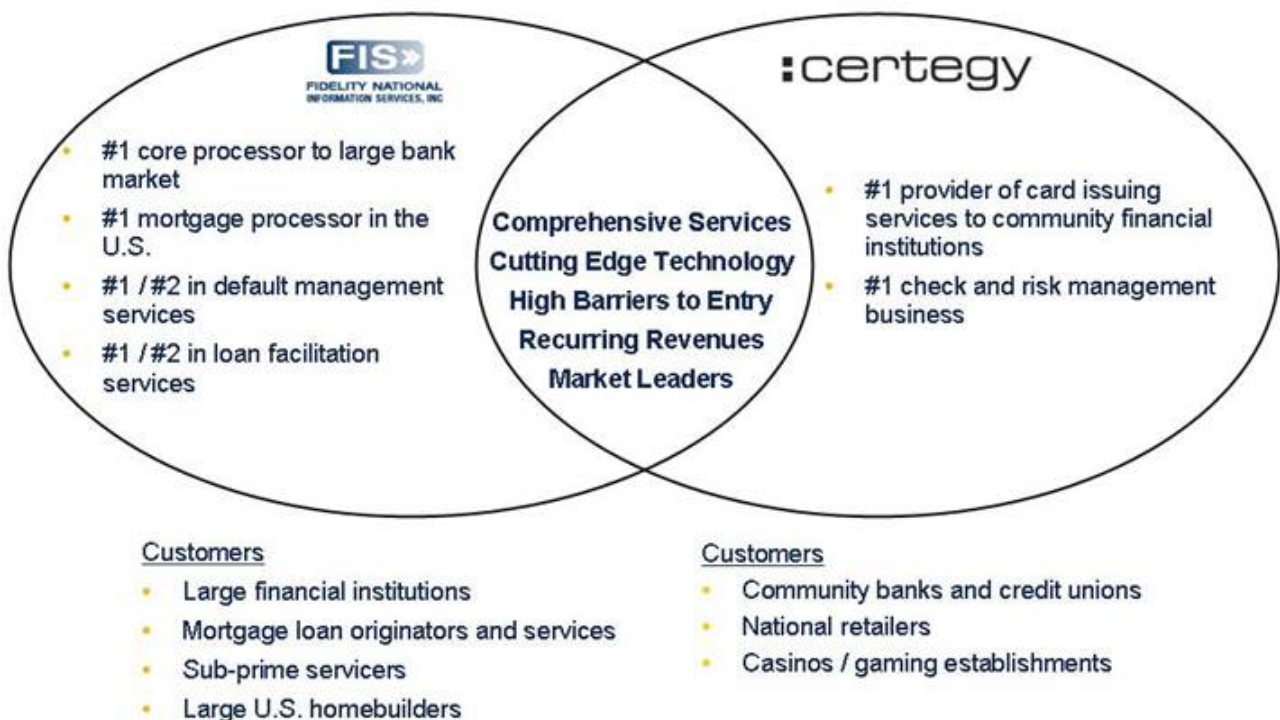 FIS»
FIDELITY NATIONAL
INFORMATION SERVICES, INC
• #1 core processor to large bank
market
• #1 mortgage processor in the
U.S.
• #1 / #2 in default management
services
• #1 / #2 in loan facilitation
services
Comprehensive Services
Cutting Edge Technology
High Barriers to Entry
Recurring Revenues
Market Leaders
:certegy
• #1 provider of card issuing
services to community financial
institutions
• #1 check and risk management
business
Customers
• Large financial institutions
• Mortgage loan originators and services
• Sub-prime servicers
• Large U.S. homebuilders
Customers
• Community banks and credit unions
• National retailers
• Casinos / gaming establishments